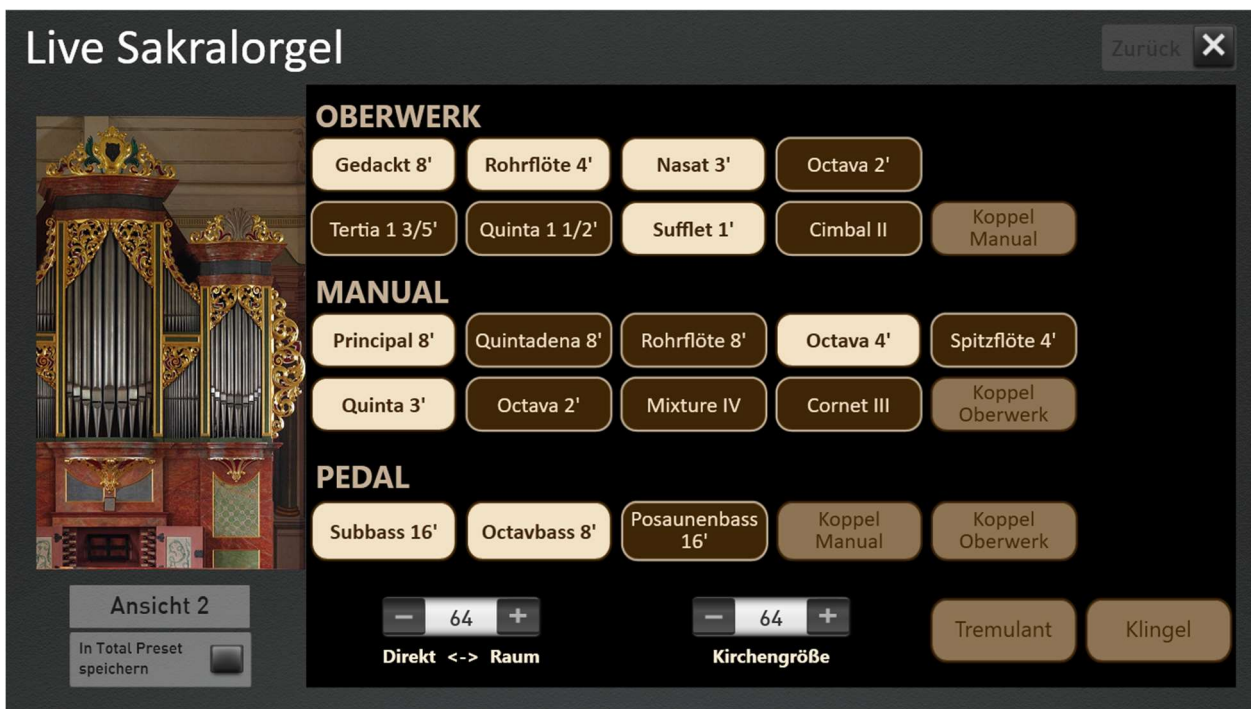 Live Sakralorgel
Zurück
OBERWERK
Gedackt 8'
Rohrflöte 4'
Nasat 3'
Octava 2'
Tertia 1 3/5'
Quinta 1 1/2'
Sufflet 1'
Cimbal II
Koppel
Manual
MANUAL
Principal 8'
Quintadena 8'
Rohrflöte 8'
Octava 4'
Spitzflöte 4'
Quinta 3'
Octava 2'
Mixture IV
Cornet III
Koppel
Oberwerk
PEDAL
Subbass 16'
Octavbass 8'
Posaunenbass
16'
Koppel
Manual
Koppel
Oberwerk
Ansicht 2
In Total Preset
speichern
− 64 +
Direkt <-> Raum
− 64 +
Kirchengröße
Tremulant
Klingel